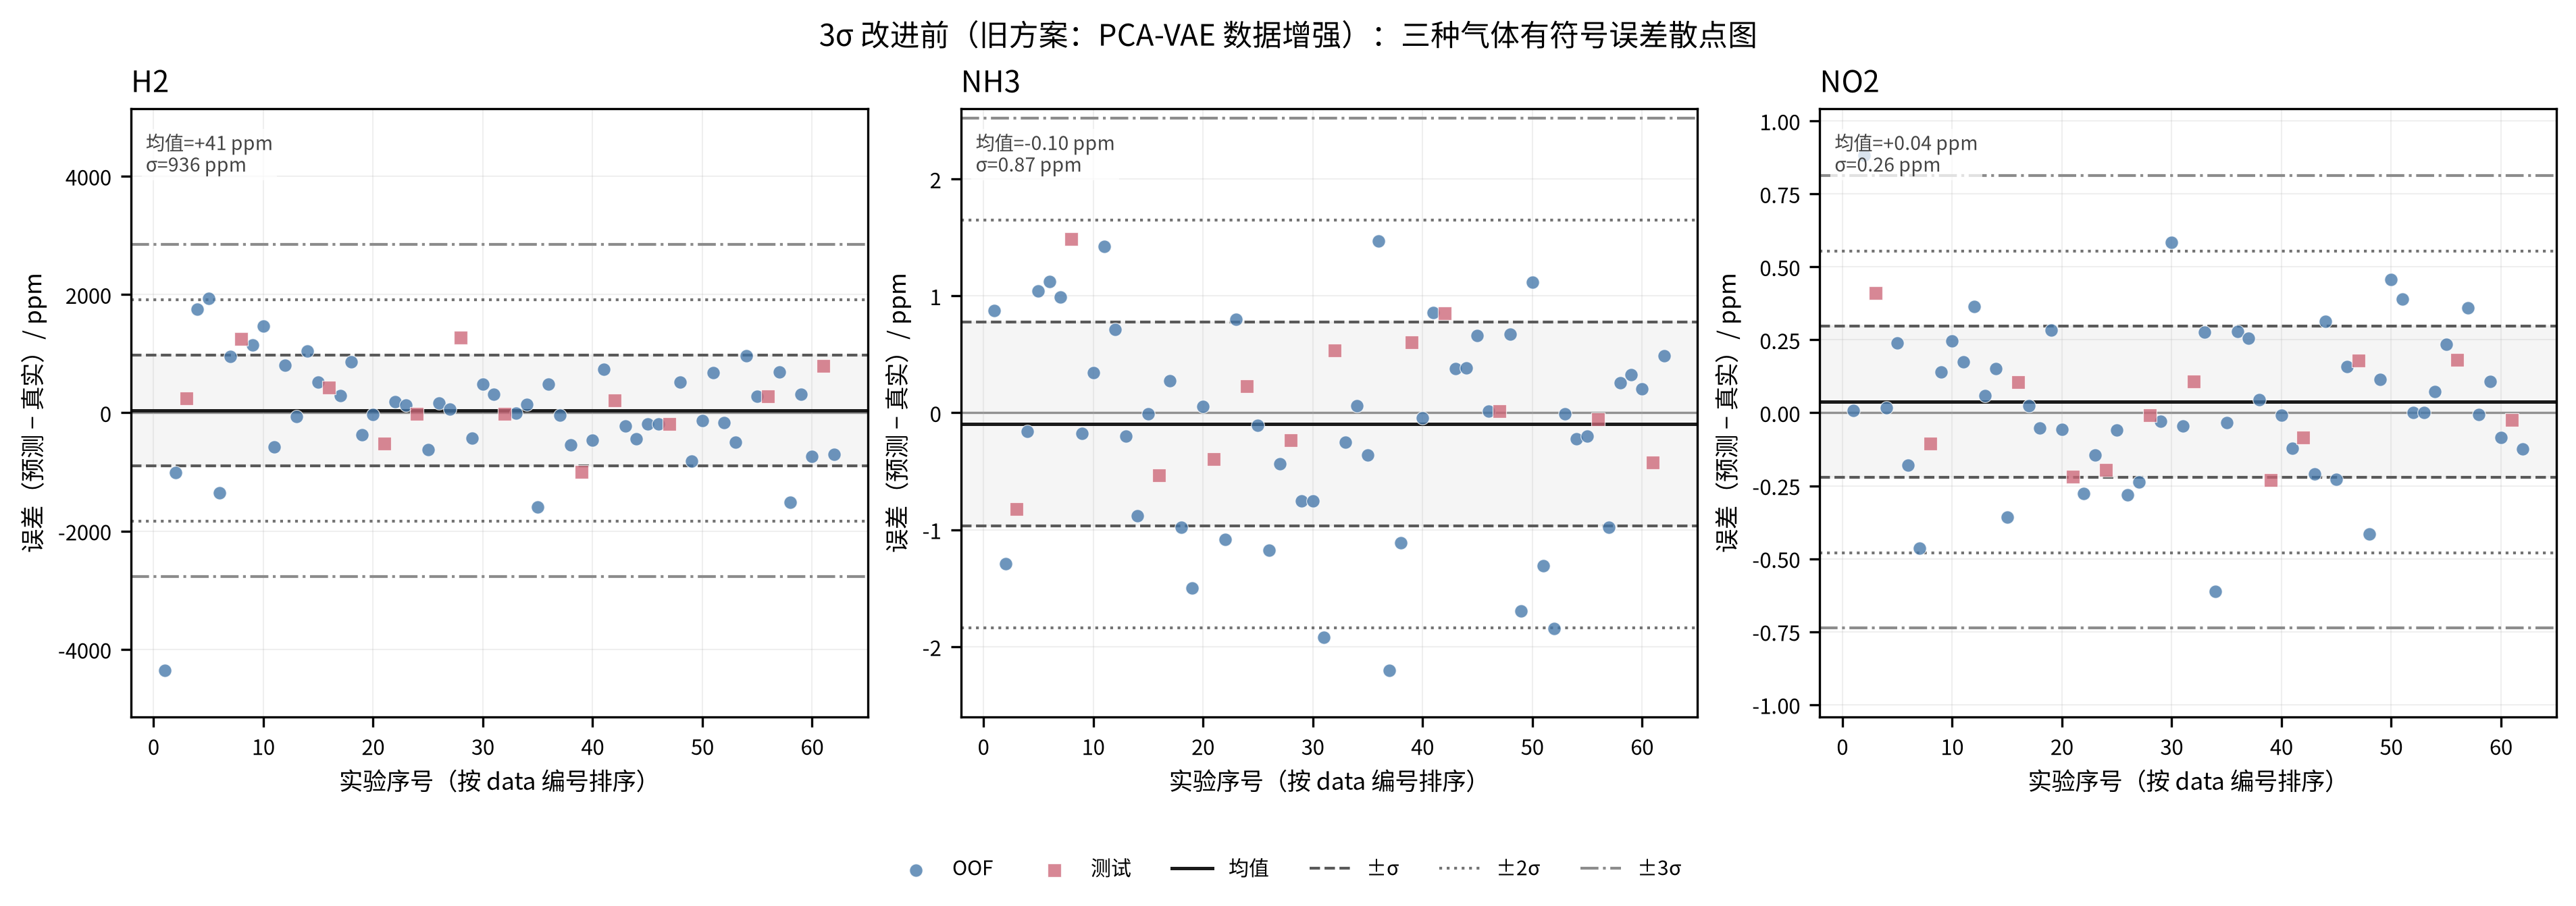 3σ 改进前（旧方案：PCA-VAE 数据增强）：三种气体有符号误差散点图
H2
均值=+41 ppm
σ=936 ppm
4000
2000
0
-2000
-4000
误差（预测 − 真实）/ ppm
0 10 20 30 40 50 60
实验序号（按 data 编号排序）
NH3
均值=-0.10 ppm
σ=0.87 ppm
2
1
0
-1
-2
误差（预测 − 真实）/ ppm
0 10 20 30 40 50 60
实验序号（按 data 编号排序）
NO2
均值=+0.04 ppm
σ=0.26 ppm
1.00
0.75
0.50
0.25
0.00
-0.25
-0.50
-0.75
-1.00
误差（预测 − 真实）/ ppm
0 10 20 30 40 50 60
实验序号（按 data 编号排序）
OOF 测试 均值 ±σ ±2σ ±3σ